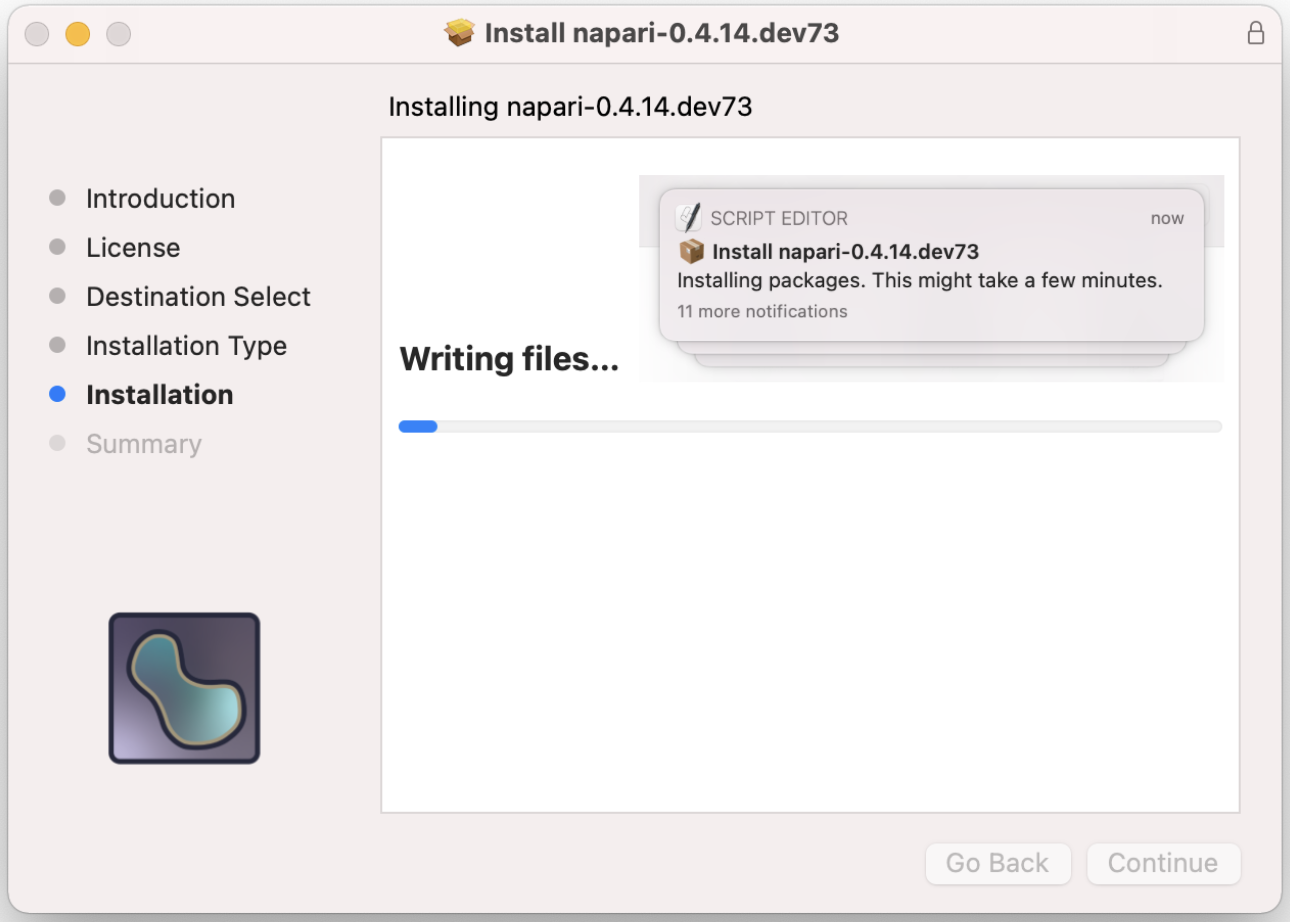 Install napari-0.4.14.dev73
Installing napari-0.4.14.dev73
Introduction
License
Destination Select
Installation Type
Installation
Summary
SCRIPT EDITOR now
Install napari-0.4.14.dev73
Installing packages. This might take a few minutes.
11 more notifications
Writing files...
Go Back
Continue